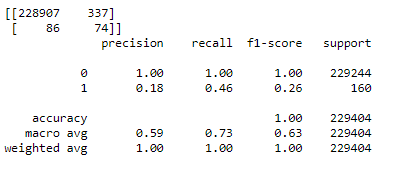 [[228907 337]
[ 86 74]]
precision recall f1-score support
0 1.00 1.00 1.00 229244
1 0.18 0.46 0.26 160
accuracy 1.00 229404
macro avg 0.59 0.73 0.63 229404
weighted avg 1.00 1.00 1.00 229404